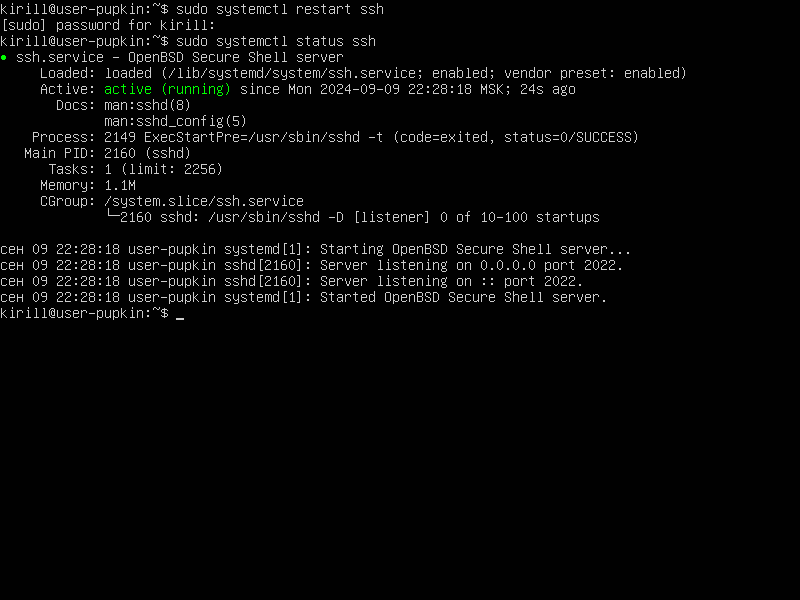 kirill@user-pupkin:~$ sudo systemctl restart ssh
[sudo] password for kirill:
kirill@user-pupkin:~$ sudo systemctl status ssh
● ssh.service - OpenBSD Secure Shell server
     Loaded: loaded (/lib/systemd/system/ssh.service; enabled; vendor preset: enabled)
     Active: active (running) since Mon 2024-09-09 22:28:18 MSK; 24s ago
       Docs: man:sshd(8)
             man:sshd_config(5)
    Process: 2149 ExecStartPre=/usr/sbin/sshd -t (code=exited, status=0/SUCCESS)
   Main PID: 2160 (sshd)
      Tasks: 1 (limit: 2256)
     Memory: 1.1M
     CGroup: /system.slice/ssh.service
             └─2160 sshd: /usr/sbin/sshd -D [listener] 0 of 10-100 startups

сен 09 22:28:18 user-pupkin systemd[1]: Starting OpenBSD Secure Shell server...
сен 09 22:28:18 user-pupkin sshd[2160]: Server listening on 0.0.0.0 port 2022.
сен 09 22:28:18 user-pupkin sshd[2160]: Server listening on :: port 2022.
сен 09 22:28:18 user-pupkin systemd[1]: Started OpenBSD Secure Shell server.
kirill@user-pupkin:~$ _